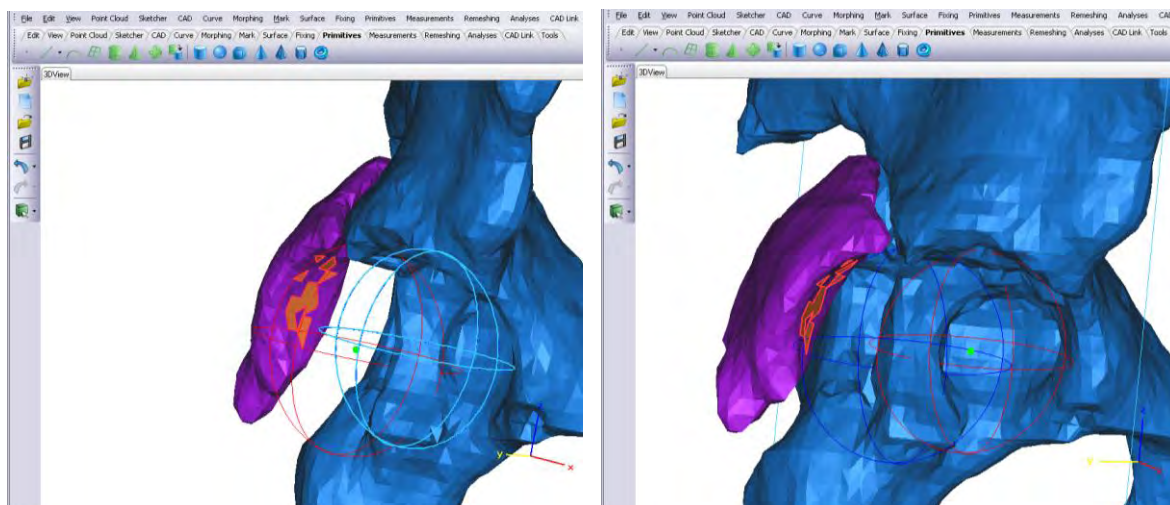 File Edit View Point Cloud Sketcher CAD Curve Morphing Mark Surface Fixing Primitives Measurements Remeshing Analyses CAD Link
Edit View Point Cloud Sketcher CAD Curve Morphing Mark Surface Fixing Primitives Measurements Remeshing Analyses CAD Link Tools
3DView
y
x
File Edit View Point Cloud Sketcher CAD Curve Morphing Mark Surface Fixing Primitives Measurements Remeshing Analyses
Edit View Point Cloud Sketcher CAD Curve Morphing Mark Surface Fixing Primitives Measurements Remeshing Analyses CAD Link Tools
3DView
z
y